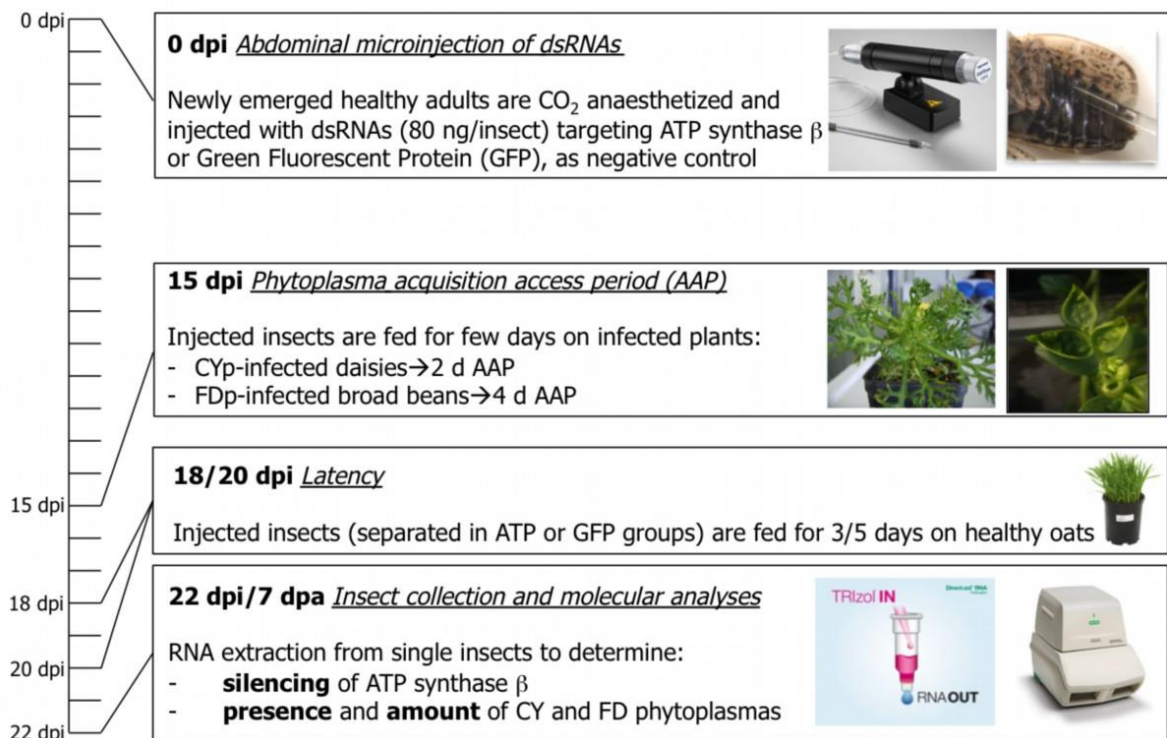 0 dpi
0 dpi Abdominal microinjection of dsRNAs
Newly emerged healthy adults are CO₂ anaesthetized and
injected with dsRNAs (80 ng/insect) targeting ATP synthase β
or Green Fluorescent Protein (GFP), as negative control
15 dpi Phytoplasma acquisition access period (AAP)
Injected insects are fed for few days on infected plants:
- CYp-infected daisies→2 d AAP
- FDp-infected broad beans→4 d AAP
18/20 dpi Latency
15 dpi
Injected insects (separated in ATP or GFP groups) are fed for 3/5 days on healthy oats
22 dpi/7 dpa Insect collection and molecular analyses
18 dpi
RNA extraction from single insects to determine:
20 dpi
- silencing of ATP synthase β
- presence and amount of CY and FD phytoplasmas
22 dpi
TRIzol IN
RNA OUT